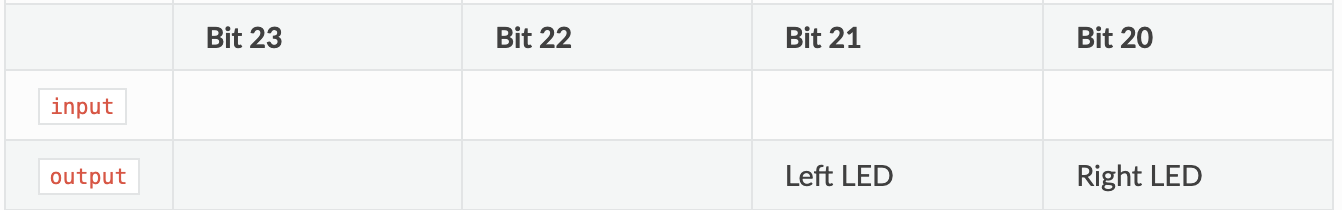 Bit 23 Bit 22 Bit 21 Bit 20
input
output Left LED Right LED